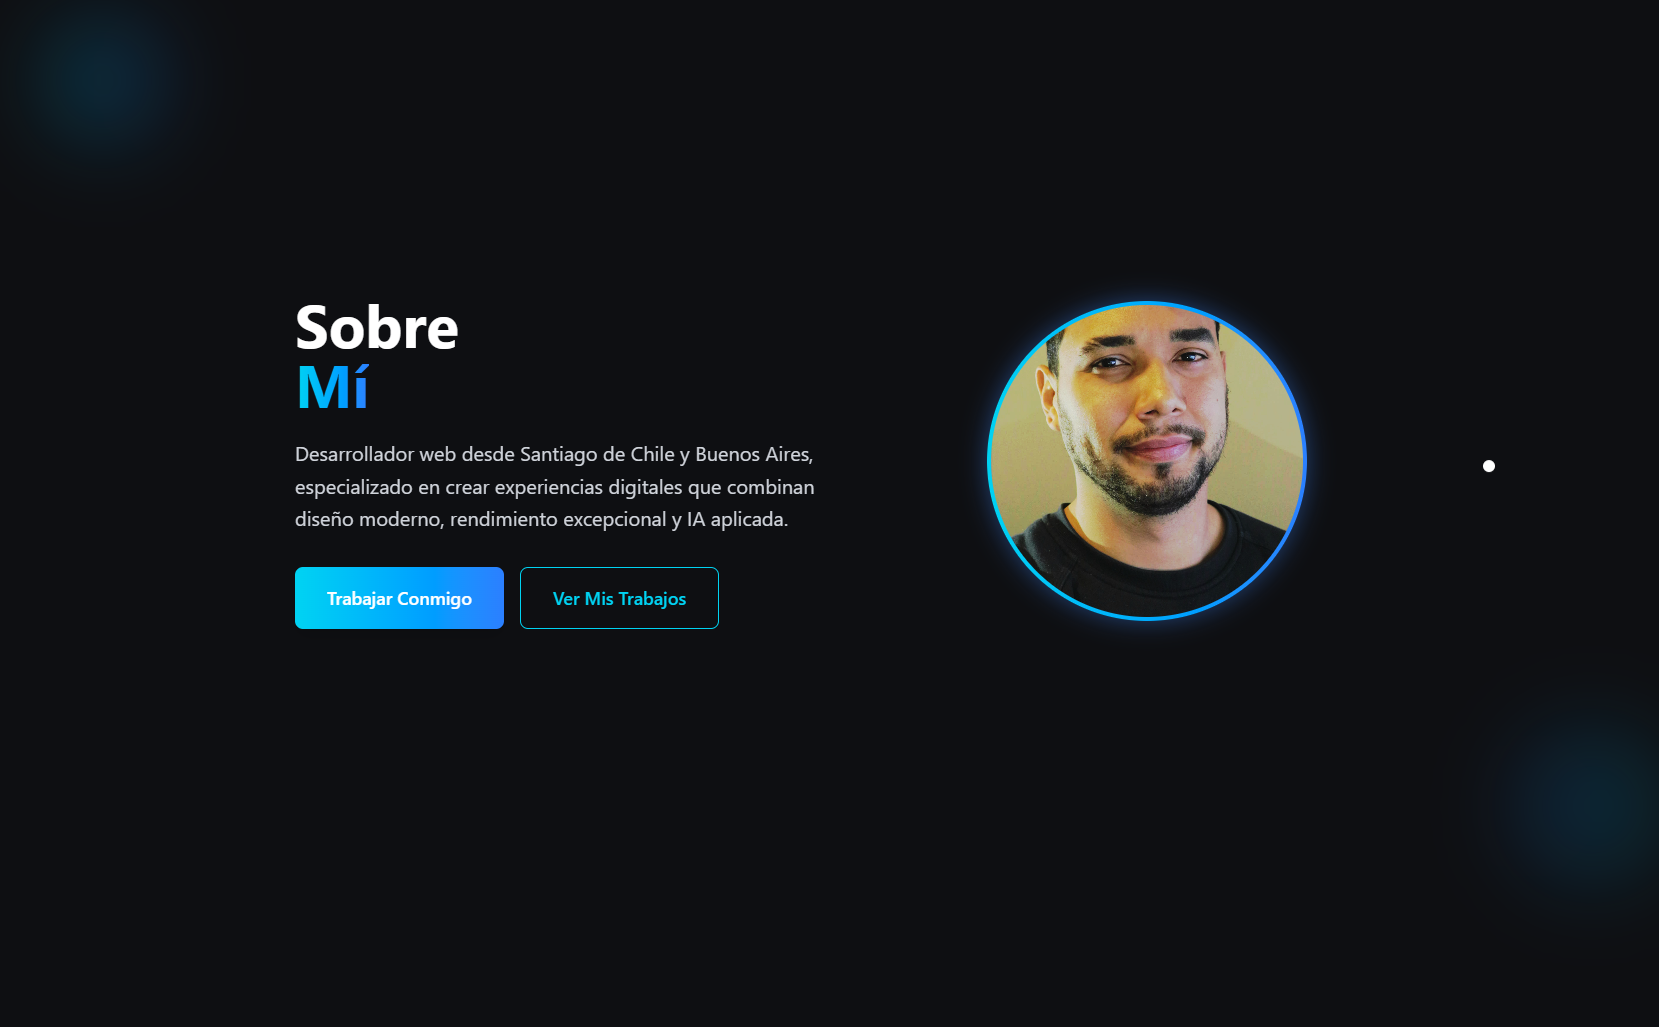 Sobre
Mí
Desarrollador web desde Santiago de Chile y Buenos Aires,
especializado en crear experiencias digitales que combinan
diseño moderno, rendimiento excepcional y IA aplicada.
Trabajar Conmigo
Ver Mis Trabajos